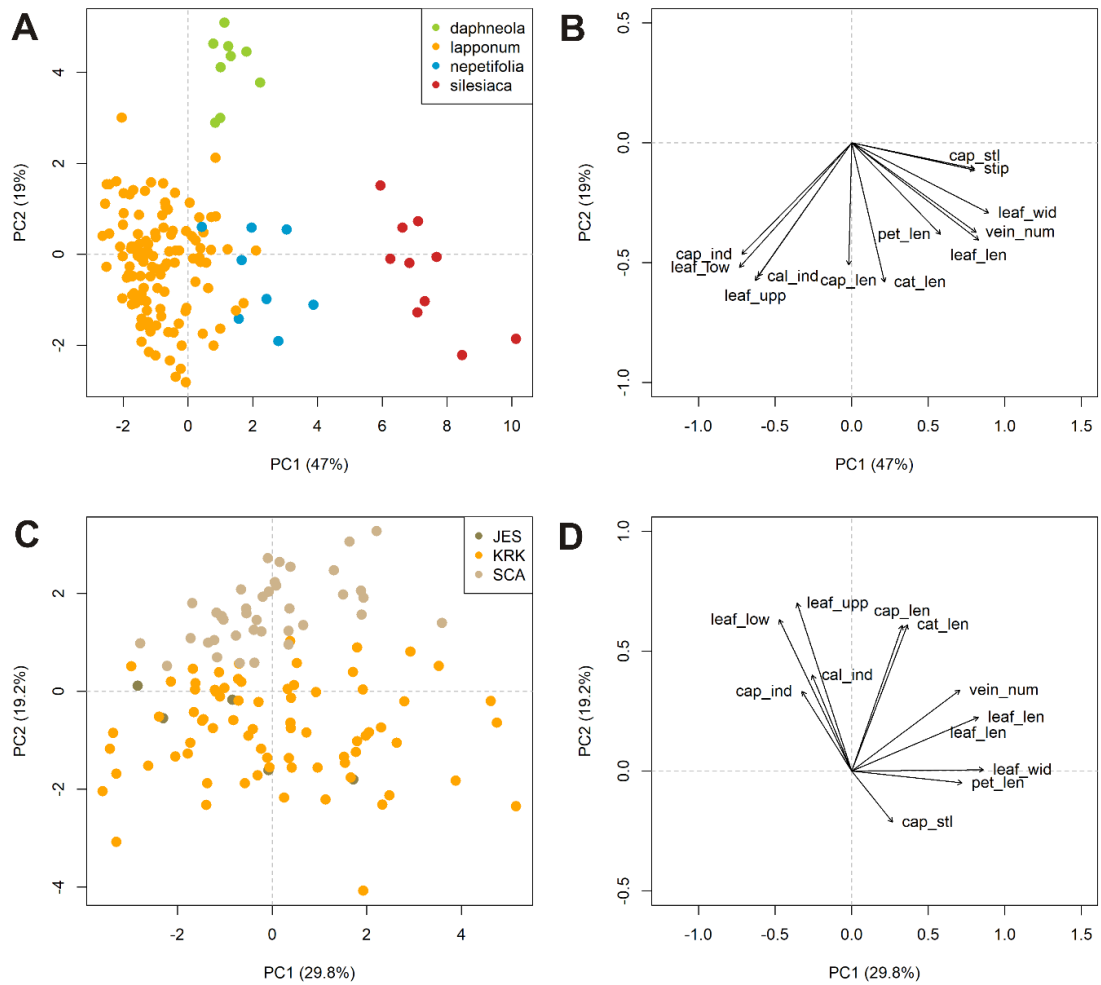 A
daphneola
lapponum
nepetifolia
silesiaca
4
2
0
-2
PC2 (19%)
-2 0 2 4 6 8 10
PC1 (47%)
B
0.5
0.0
-0.5
-1.0
PC2 (19%)
cap_stl
stip
leaf_wid
pet_len
vein_num
leaf_len
cap_ind
leaf_low
cal_ind
cap_len
cat_len
leaf_upp
-1.0 -0.5 0.0 0.5 1.0 1.5
PC1 (47%)
C
JES
KRK
SCA
2
0
-2
-4
PC2 (19.2%)
-2 0 2 4
PC1 (29.8%)
D
1.0
0.5
0.0
-0.5
PC2 (19.2%)
leaf_upp
cap_len
leaf_low
cat_len
cal_ind
cap_ind
vein_num
leaf_len
leaf_len
leaf_wid
pet_len
cap_stl
-1.0 -0.5 0.0 0.5 1.0 1.5
PC1 (29.8%)